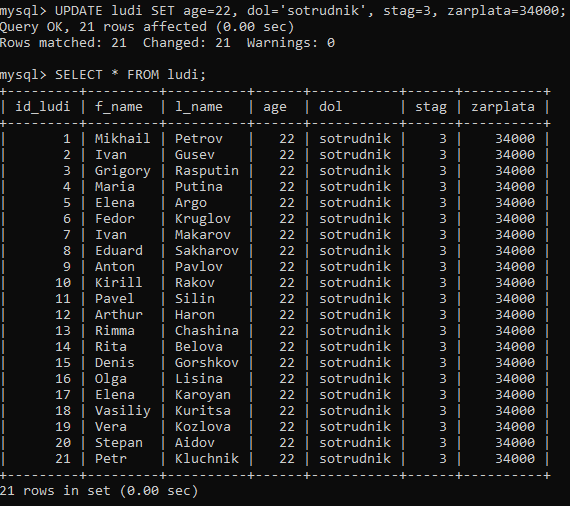 mysql> UPDATE ludi SET age=22, dol='sotrudnik', stag=3, zarplata=34000;
Query OK, 21 rows affected (0.00 sec)
Rows matched: 21  Changed: 21  Warnings: 0

mysql> SELECT * FROM ludi;
+---------+---------+----------+------+-----------+------+----------+
| id_ludi | f_name  | l_name   | age  | dol       | stag | zarplata |
+---------+---------+----------+------+-----------+------+----------+
|       1 | Mikhail | Petrov   |   22 | sotrudnik |    3 |    34000 |
|       2 | Ivan    | Gusev    |   22 | sotrudnik |    3 |    34000 |
|       3 | Grigory | Rasputin |   22 | sotrudnik |    3 |    34000 |
|       4 | Maria   | Putina   |   22 | sotrudnik |    3 |    34000 |
|       5 | Elena   | Argo     |   22 | sotrudnik |    3 |    34000 |
|       6 | Fedor   | Kruglov  |   22 | sotrudnik |    3 |    34000 |
|       7 | Ivan    | Makarov  |   22 | sotrudnik |    3 |    34000 |
|       8 | Eduard  | Sakharov |   22 | sotrudnik |    3 |    34000 |
|       9 | Anton   | Pavlov   |   22 | sotrudnik |    3 |    34000 |
|      10 | Kirill  | Rakov    |   22 | sotrudnik |    3 |    34000 |
|      11 | Pavel   | Silin    |   22 | sotrudnik |    3 |    34000 |
|      12 | Arthur  | Haron    |   22 | sotrudnik |    3 |    34000 |
|      13 | Rimma   | Chashina |   22 | sotrudnik |    3 |    34000 |
|      14 | Rita    | Belova   |   22 | sotrudnik |    3 |    34000 |
|      15 | Denis   | Gorshkov |   22 | sotrudnik |    3 |    34000 |
|      16 | Olga    | Lisina   |   22 | sotrudnik |    3 |    34000 |
|      17 | Elena   | Karoyan  |   22 | sotrudnik |    3 |    34000 |
|      18 | Vasiliy | Kuritsa  |   22 | sotrudnik |    3 |    34000 |
|      19 | Vera    | Kozlova  |   22 | sotrudnik |    3 |    34000 |
|      20 | Stepan  | Aidov    |   22 | sotrudnik |    3 |    34000 |
|      21 | Petr    | Kluchnik |   22 | sotrudnik |    3 |    34000 |
+---------+---------+----------+------+-----------+------+----------+
21 rows in set (0.00 sec)